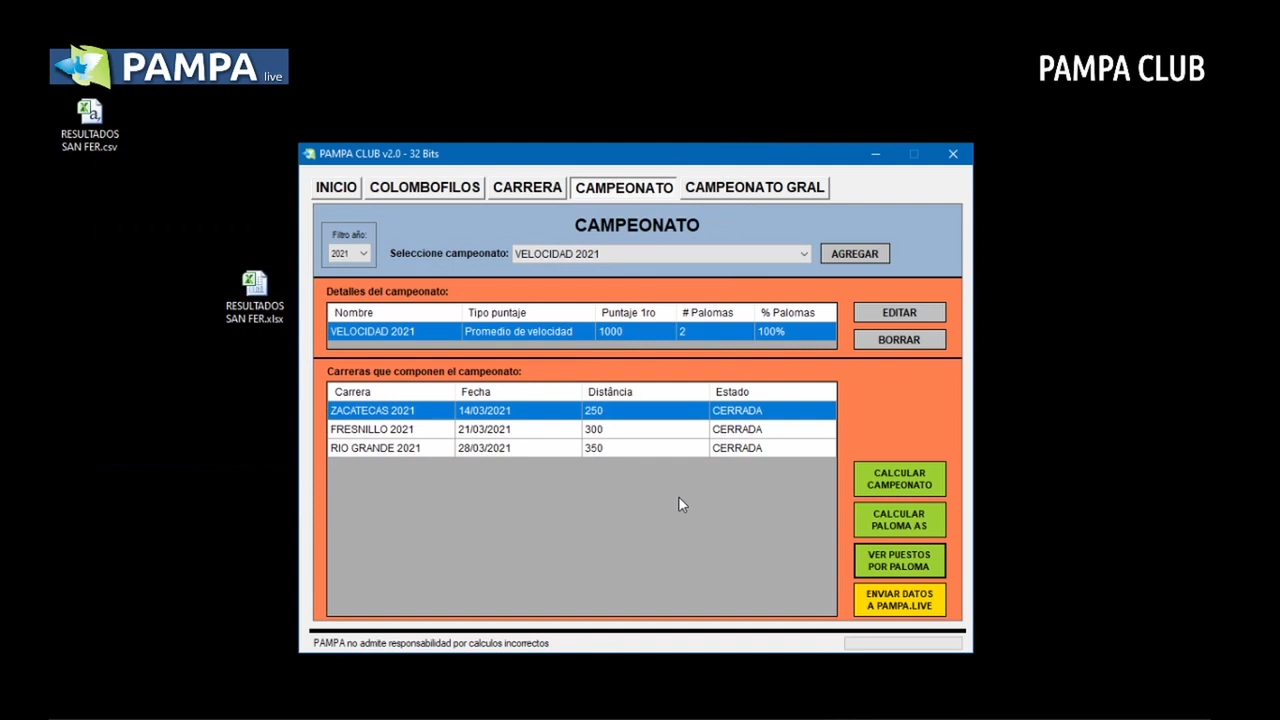 PAMPA live
PAMPA CLUB
RESULTADOS
SAN FER.csv
PAMPA CLUB v2.0 - 32 Bits
INICIO COLOMBOFILOS CARRERA CAMPEONATO CAMPEONATO GRAL
CAMPEONATO
Filtro año:
2021
Seleccione campeonato: VELOCIDAD 2021 AGREGAR
RESULTADOS
SAN FER.xlsx
Detalles del campeonato:
Nombre Tipo puntaje Puntaje 1ro # Palomas % Palomas
VELOCIDAD 2021 Promedio de velocidad 1000 2 100%
EDITAR
BORRAR
Carreras que componen el campeonato:
Carrera Fecha Distância Estado
ZACATECAS 2021 14/03/2021 250 CERRADA
FRESNILLO 2021 21/03/2021 300 CERRADA
RIO GRANDE 2021 28/03/2021 350 CERRADA
CALCULAR
CAMPEONATO
CALCULAR
PALOMA AS
VER PUESTOS
POR PALOMA
ENVIAR DATOS
A PAMPA.LIVE
PAMPA no admite responsabilidad por calculos incorrectos